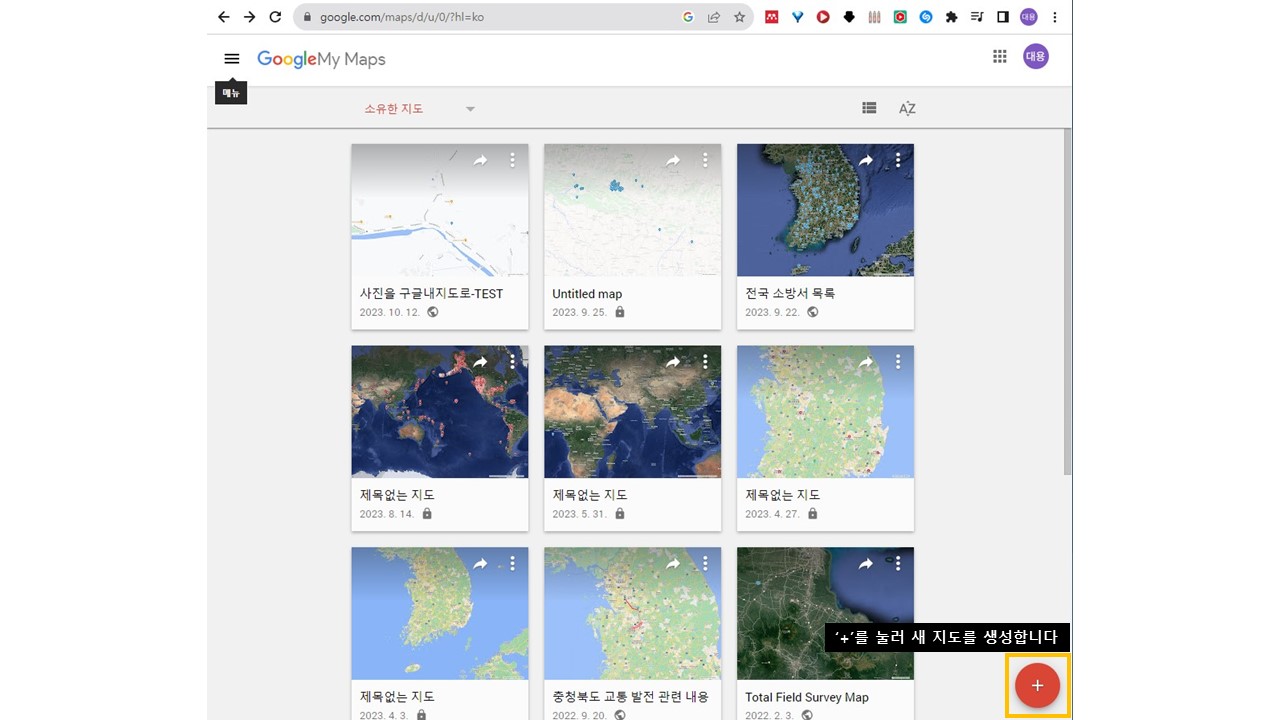 google.com/maps/d/u/0/?hl=ko
대용
GoogleMy Maps
대용
메뉴
소유한 지도
AZ
사진을 구글내지도로-TEST
2023. 10. 12.
Untitled map
2023. 9. 25.
전국 소방서 목록
2023. 9. 22.
제목없는 지도
2023. 8. 14.
제목없는 지도
2023. 5. 31.
제목없는 지도
2023. 4. 27.
‘+’를 눌러 새 지도를 생성합니다
제목없는 지도
2023. 4. 3.
충청북도 교통 발전 관련 내용
2022. 9. 20.
Total Field Survey Map
2022. 2. 3.